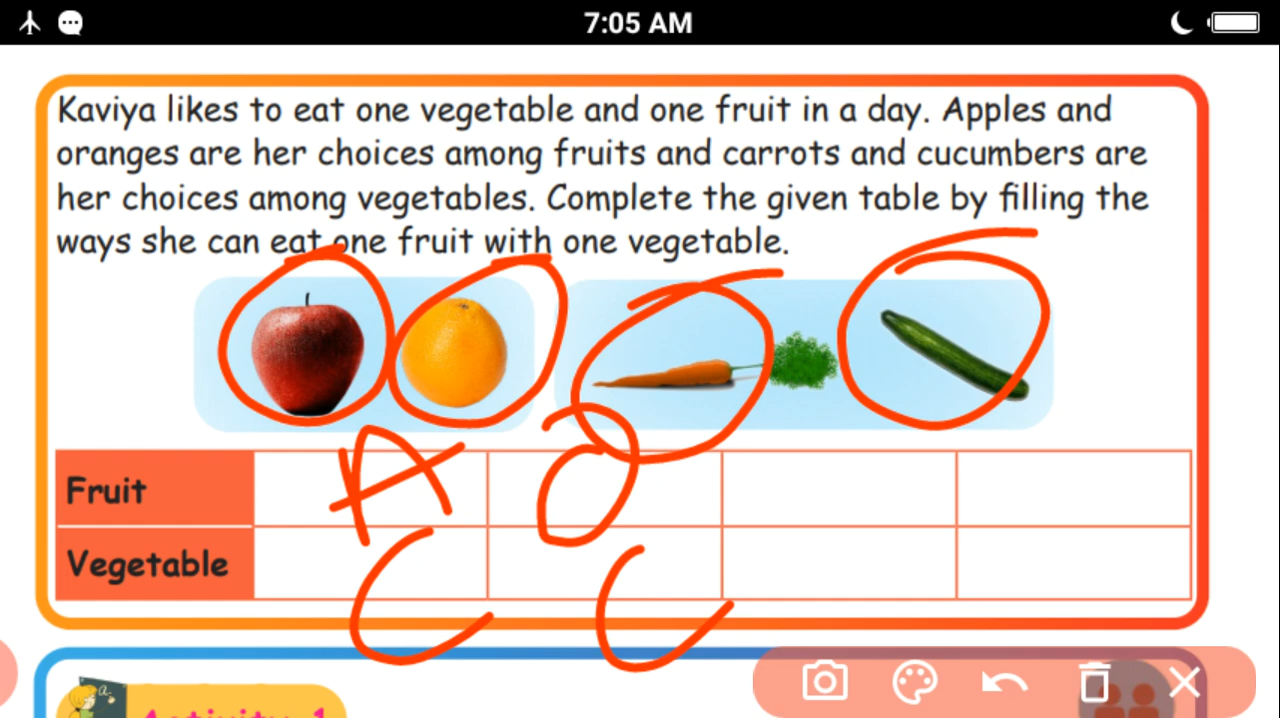 7:05 AM
Kaviya likes to eat one vegetable and one fruit in a day. Apples and
oranges are her choices among fruits and carrots and cucumbers are
her choices among vegetables. Complete the given table by filling the
ways she can eat one fruit with one vegetable.
Fruit A O
Vegetable C C